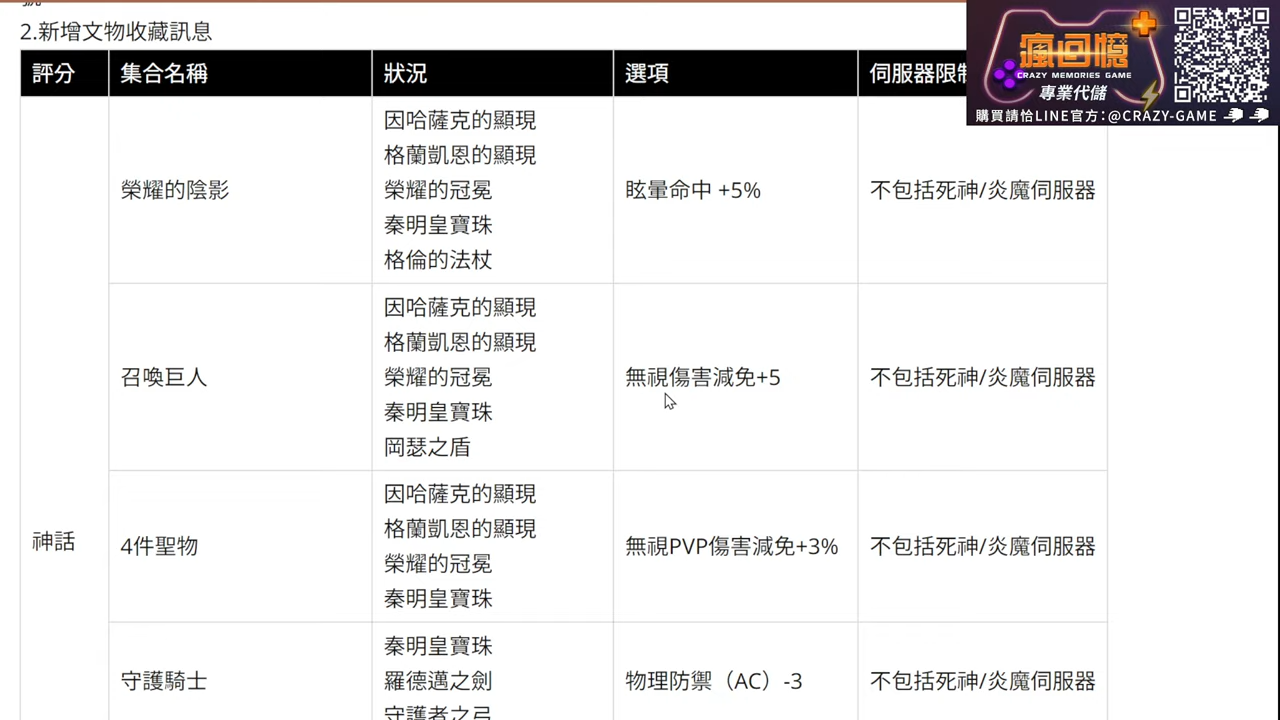 2.新增文物收藏訊息
評分 集合名稱 狀況 選項 伺服器限
瘋回憶
CRAZY MEMORIES GAME
專業代儲
購買請恰LINE官方:@CRAZY-GAME
因哈薩克的顯現
格蘭凱恩的顯現
榮耀的陰影 榮耀的冠冕 眩暈命中 +5% 不包括死神/炎魔伺服器
秦明皇寶珠
格倫的法杖
因哈薩克的顯現
格蘭凱恩的顯現
召喚巨人 榮耀的冠冕 無視傷害減免+5 不包括死神/炎魔伺服器
秦明皇寶珠
岡瑟之盾
因哈薩克的顯現
格蘭凱恩的顯現
神話 4件聖物 無視PVP傷害減免+3% 不包括死神/炎魔伺服器
榮耀的冠冕
秦明皇寶珠
秦明皇寶珠
守護騎士 羅德邁之劍 物理防禦（AC）-3 不包括死神/炎魔伺服器
守護者之弓